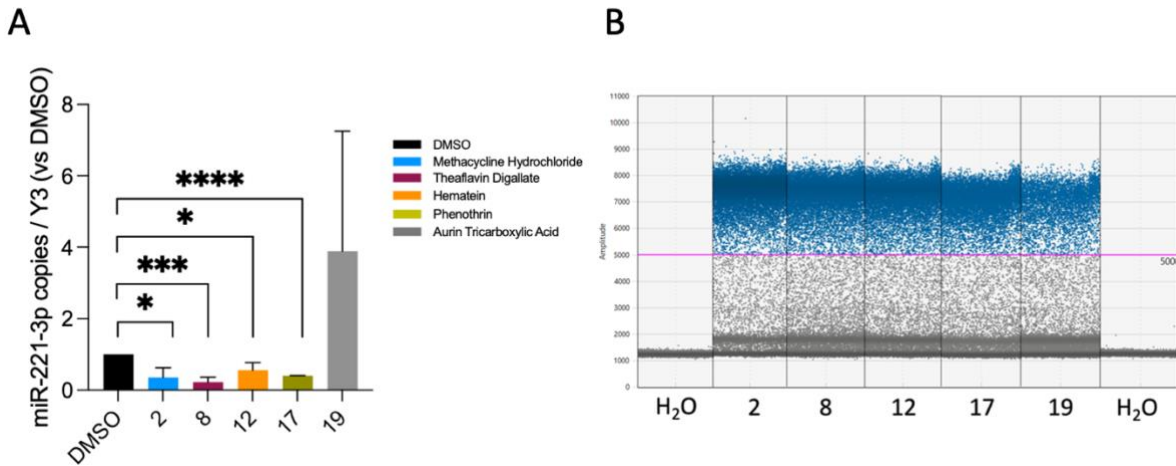 A
miR-221-3p copies / Y3 (vs DMSO)
8
6
4
2
0
****
*
***
*
DMSO
2
8
12
17
19
DMSO
Methacycline Hydrochloride
Theaflavin Digallate
Hematein
Phenothrin
Aurin Tricarboxylic Acid
B
Amplitude
11000
10000
9000
8000
7000
6000
5000
4000
3000
2000
1000
0
500
H₂O 2 8 12 17 19 H₂O